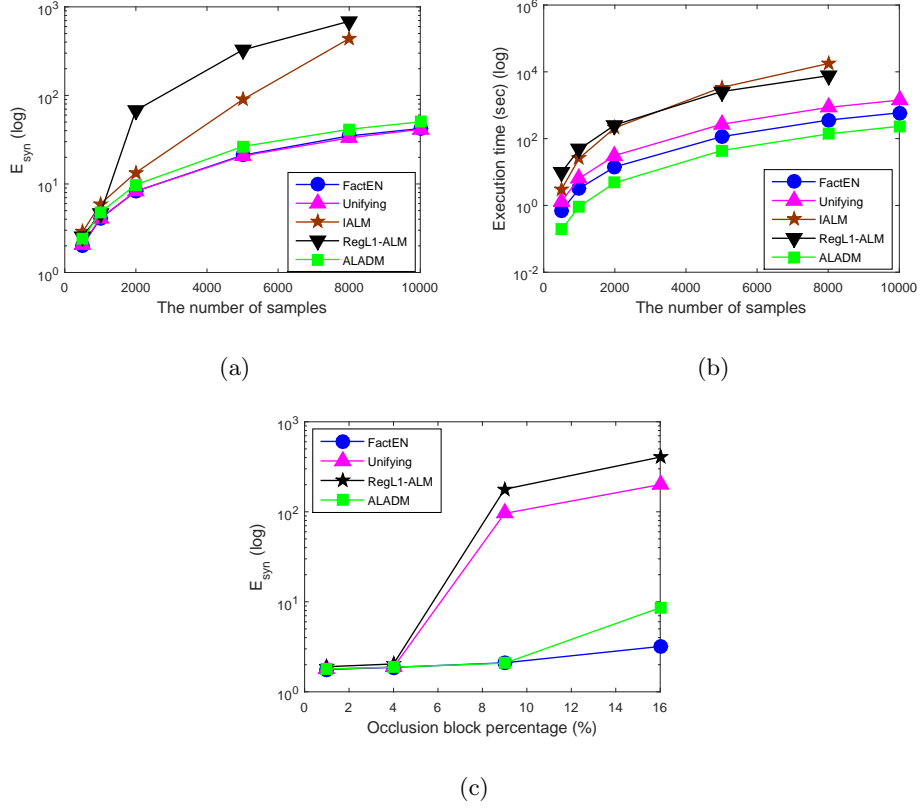 10^3
10^2
10^1
10^0
E_syn (log)
0 2000 4000 6000 8000 10000
The number of samples
FactEN
Unifying
IALM
RegL1-ALM
ALADM
(a)
10^6
10^4
10^2
10^0
10^-2
Execution time (sec) (log)
0 2000 4000 6000 8000 10000
The number of samples
FactEN
Unifying
IALM
RegL1-ALM
ALADM
(b)
10^3
10^2
10^1
10^0
E_syn (log)
2 4 6 8 10 12 14 16
Occlusion block percentage (%)
FactEN
Unifying
RegL1-ALM
ALADM
(c)